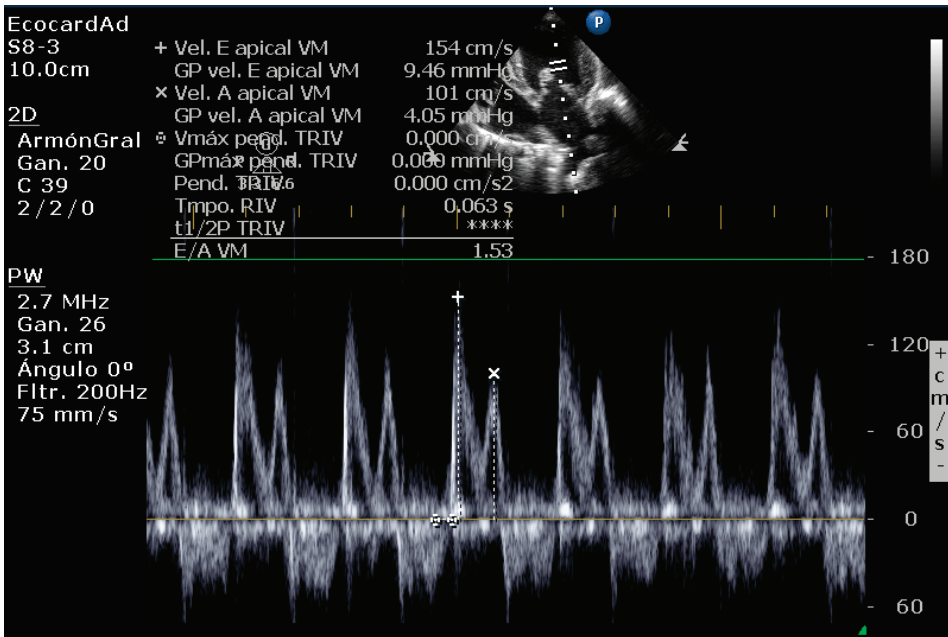 EcocardAd
S8-3
10.0cm
2D
ArmónGral
Gan. 20
C 39
2/2/0
PW
2.7 MHz
Gan. 26
3.1 cm
Ángulo 0º
Fltr. 200Hz
75 mm/s
+ Vel. E apical VM 154 cm/s
GP vel. E apical VM 9.46 mmHg
× Vel. A apical VM 101 cm/s
GP vel. A apical VM 4.05 mmHg
Vmáx pend. TRIV 0.000 cm/s
GPmáx pend. TRIV 0.000 mmHg
Pend. TRIV 0.000 cm/s2
Tmpo. RIV 0.063 s
t1/2P TRIV ****
E/A VM 1.53
P
- 180
- 120
- 60
- 0
- 60
+
cm/s
-